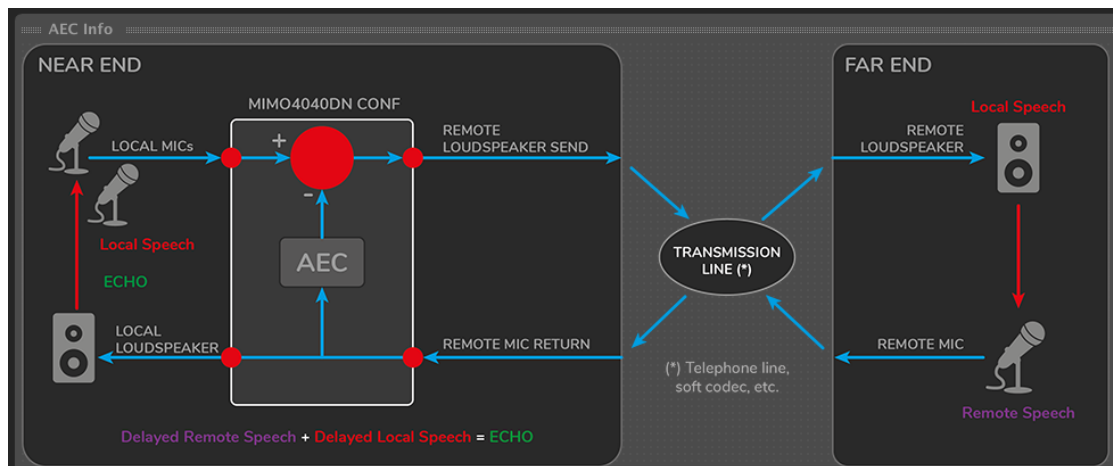 AEC Info
NEAR END
FAR END
MIMO4040DN CONF
LOCAL MICs
+
-
REMOTE
LOUDSPEAKER SEND
REMOTE
LOUDSPEAKER
Local Speech
Local Speech
ECHO
AEC
TRANSMISSION
LINE (*)
LOCAL
LOUDSPEAKER
REMOTE MIC RETURN
REMOTE MIC
(*) Telephone line,
soft codec, etc.
Remote Speech
Delayed Remote Speech + Delayed Local Speech = ECHO